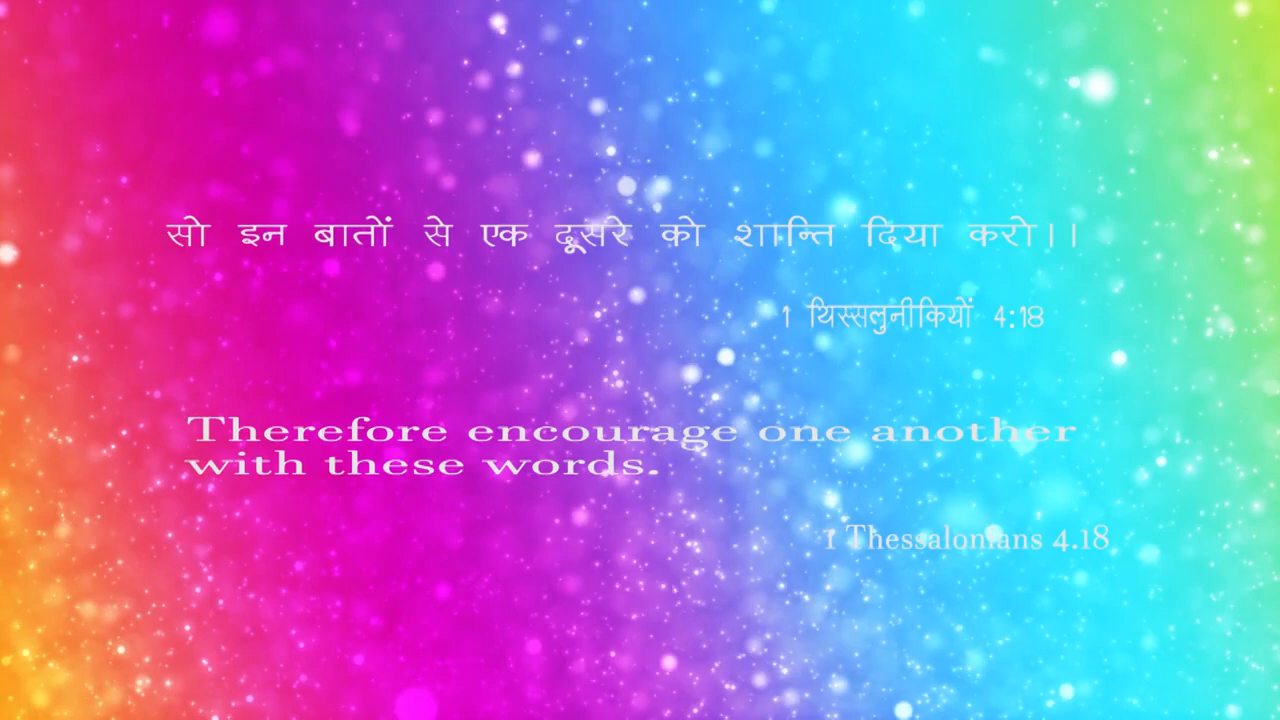 सो इन बातों से एक दूसरे को शान्ति दिया करो।।
1 थिस्सलुनीकियों 4:18
Therefore encourage one another
with these words.
1 Thessalonians 4.18